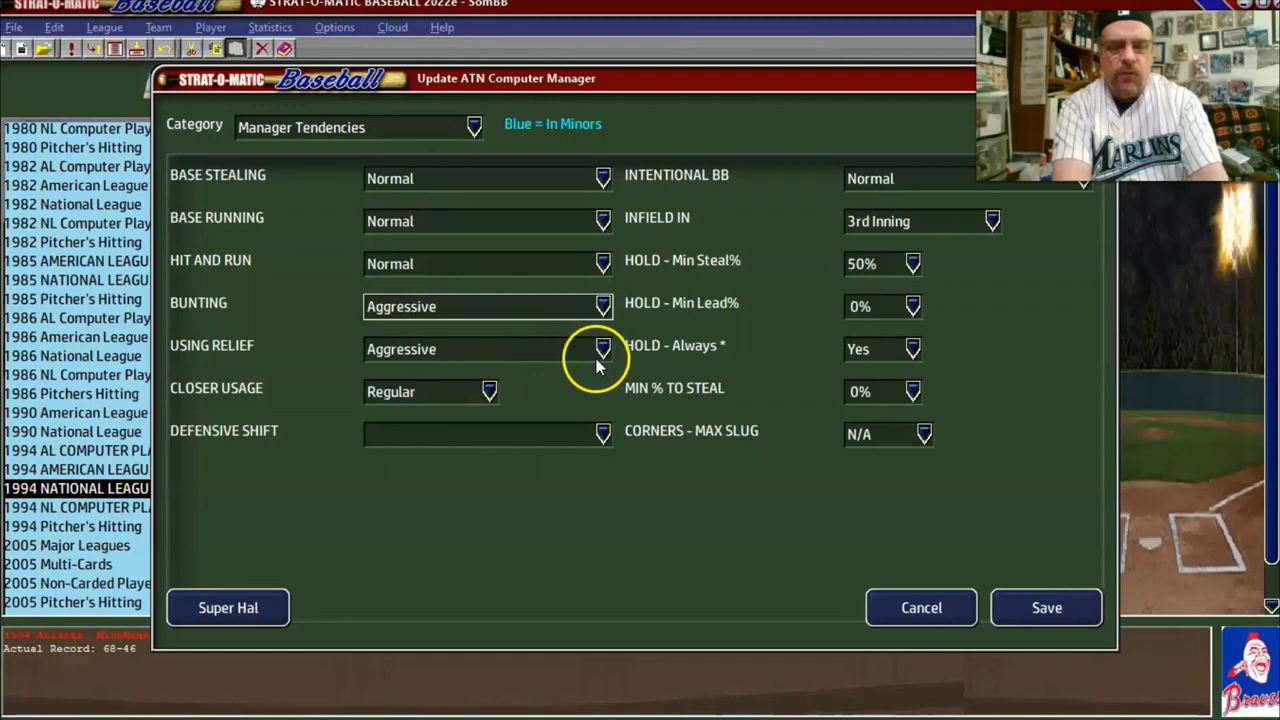 STRAT-O-MATIC Baseball STRAT-O-MATIC BASEBALL 2022e - SomBB
File Edit League Team Player Statistics Options Cloud Help
STRAT-O-MATIC Baseball Update ATN Computer Manager
Category Manager Tendencies Blue = In Minors
BASE STEALING Normal INTENTIONAL BB Normal
BASE RUNNING Normal INFIELD IN 3rd Inning
HIT AND RUN Normal HOLD - Min Steal% 50%
BUNTING Aggressive HOLD - Min Lead% 0%
USING RELIEF Aggressive HOLD - Always * Yes
CLOSER USAGE Regular MIN % TO STEAL 0%
DEFENSIVE SHIFT CORNERS - MAX SLUG N/A
Super Hal Cancel Save
1980 NL Computer Play
1980 Pitcher's Hitting
1982 AL Computer Play
1982 American League
1982 National League
1982 NL Computer Play
1982 Pitcher's Hitting
1985 AMERICAN LEAGU
1985 NATIONAL LEAGU
1985 Pitcher's Hitting
1986 AL Computer Play
1986 American League
1986 National League
1986 NL Computer Play
1986 Pitchers Hitting
1990 American League
1990 National League
1994 AL COMPUTER PL
1994 AMERICAN LEAGU
1994 NATIONAL LEAGU
1994 NL COMPUTER PL
1994 Pitcher's Hitting
2005 Major Leagues
2005 Multi-Cards
2005 Non-Carded Playe
2005 Pitcher's Hitting
1994 Atlanta
Actual Record: 68-46
MARLINS
Braves